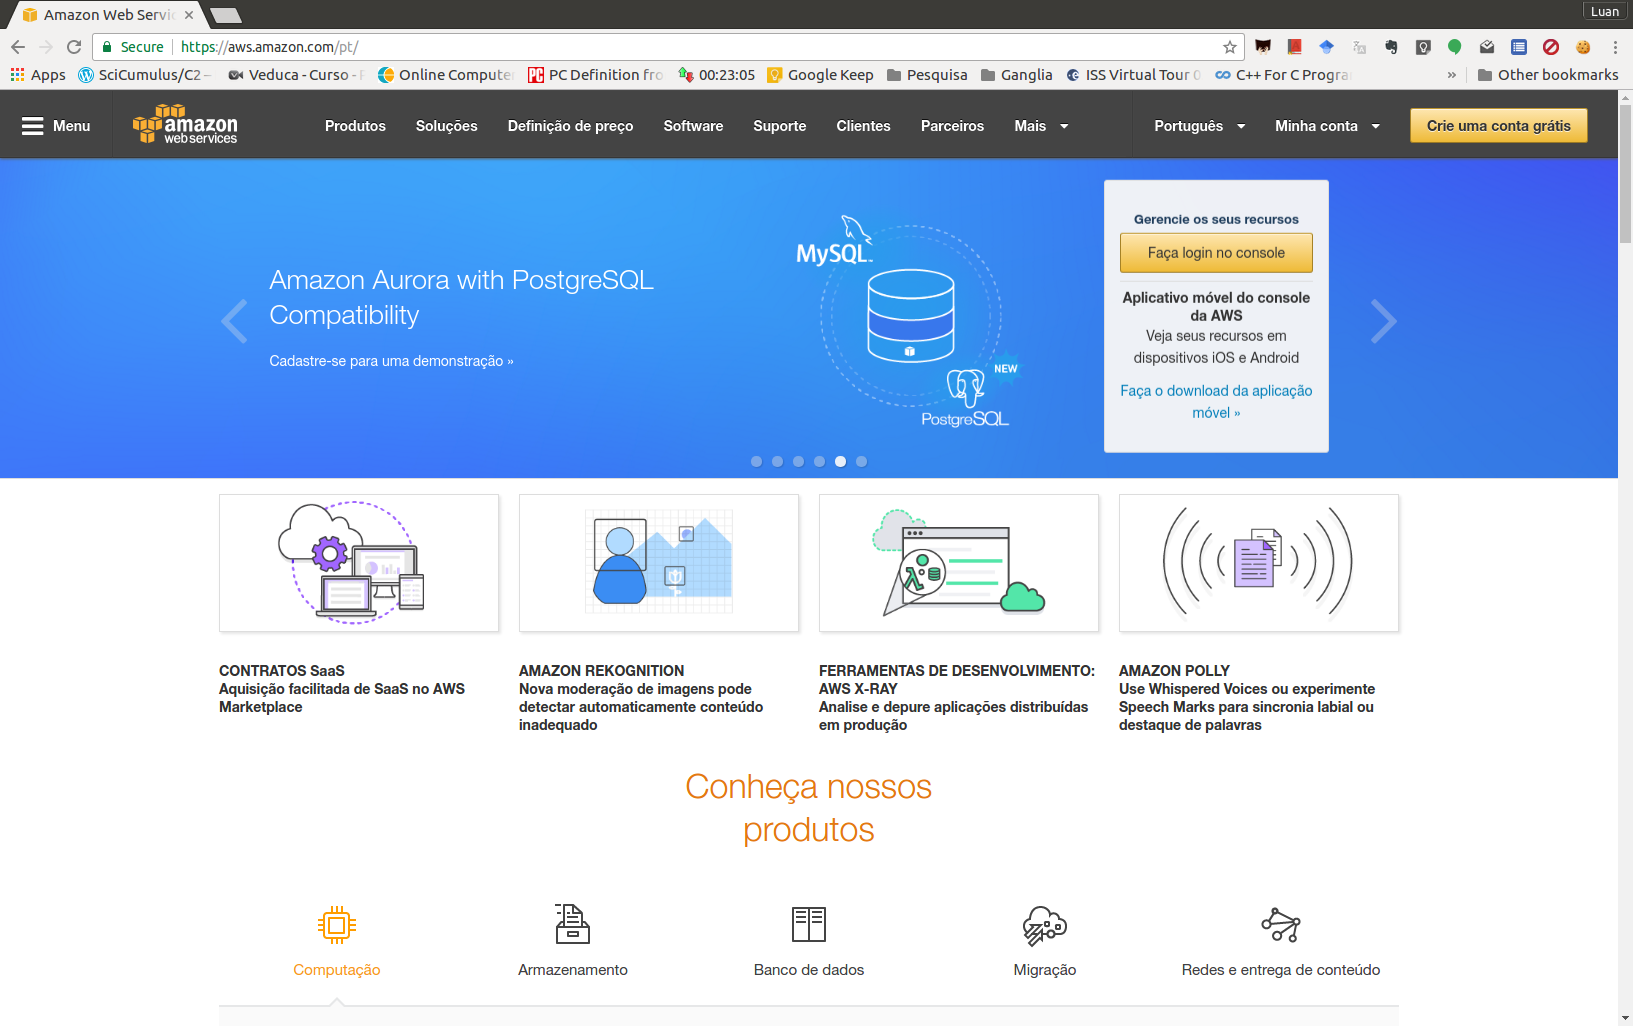 Amazon Web Servic
Luan
Secure https://aws.amazon.com/pt/
Apps SciCumulus/C2 – Veduca - Curso - Online Compute PC Definition fro 00:23:05 Google Keep Pesquisa Ganglia ISS Virtual Tour C++ For C Progra » Other bookmarks
Menu amazon web services Produtos Soluções Definição de preço Software Suporte Clientes Parceiros Mais Português Minha conta Crie uma conta grátis
Amazon Aurora with PostgreSQL
Compatibility
Cadastre-se para uma demonstração »
MySQL
NEW
PostgreSQL
Gerencie os seus recursos
Faça login no console
Aplicativo móvel do console
da AWS
Veja seus recursos em
dispositivos iOS e Android
Faça o download da aplicação
móvel »
CONTRATOS SaaS
Aquisição facilitada de SaaS no AWS
Marketplace
AMAZON REKOGNITION
Nova moderação de imagens pode
detectar automaticamente conteúdo
inadequado
FERRAMENTAS DE DESENVOLVIMENTO:
AWS X-RAY
Analise e depure aplicações distribuídas
em produção
AMAZON POLLY
Use Whispered Voices ou experimente
Speech Marks para sincronia labial ou
destaque de palavras
Conheça nossos
produtos
Computação Armazenamento Banco de dados Migração Redes e entrega de conteúdo